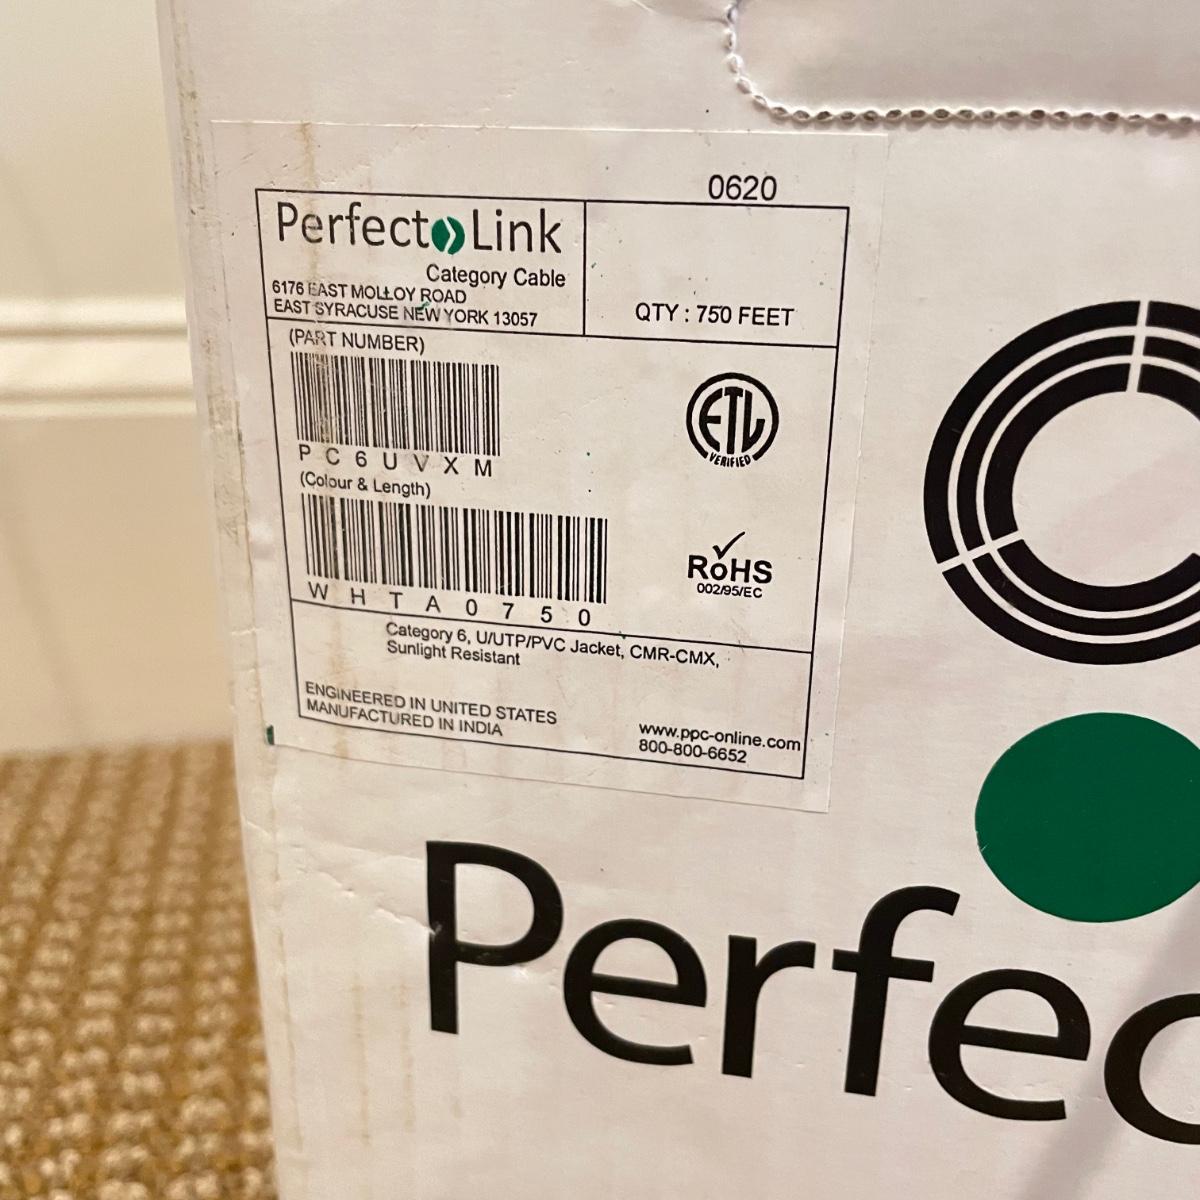 0620
Perfect Link
Category Cable
6176 EAST MOLLOY ROAD
EAST SYRACUSE NEW YORK 13057
QTY : 750 FEET
(PART NUMBER)
P C 6 U V X M
(Colour & Length)
W H T A 0 7 5 0
ETL
VERIFIED
RoHS
002/95/EC
Category 6, U/UTP/PVC Jacket, CMR-CMX,
Sunlight Resistant
ENGINEERED IN UNITED STATES
MANUFACTURED IN INDIA
www.ppc-online.com
800-800-6652
Perfec